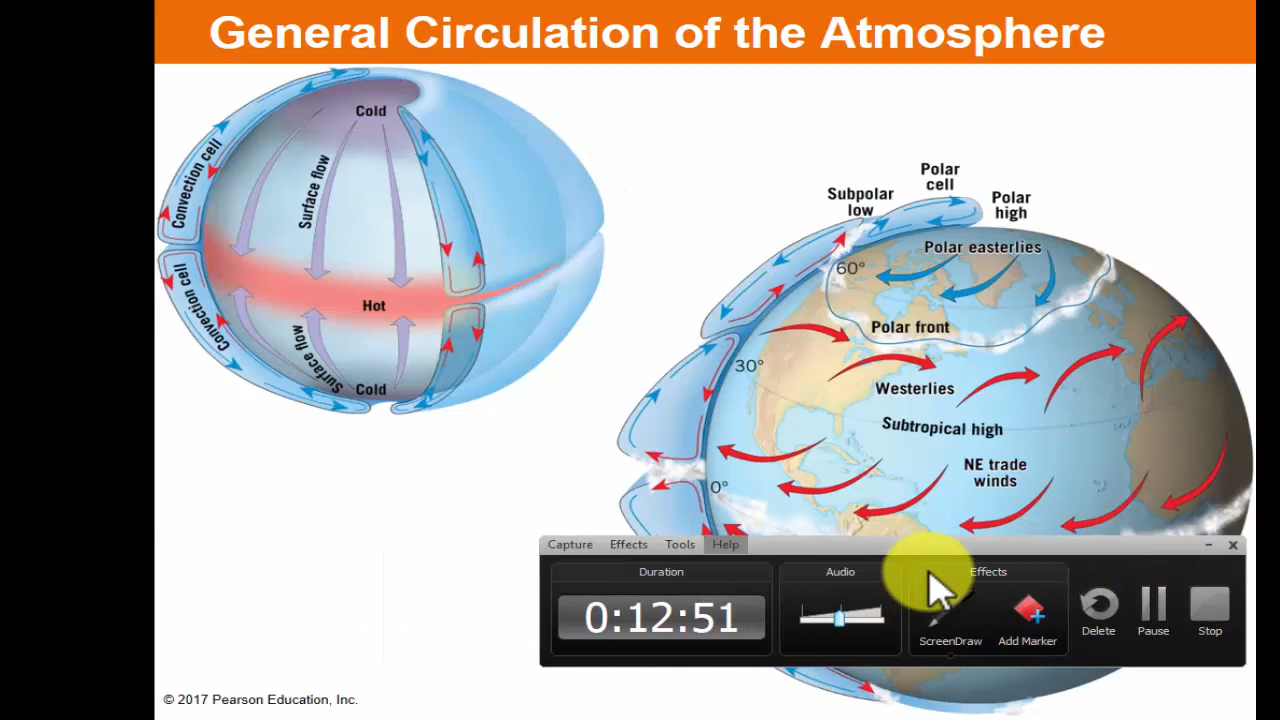 General Circulation of the Atmosphere
Cold
Convection cell
Surface flow
Hot
Convection cell
Surface flow
Cold
Polar
cell
Subpolar
low
Polar
high
Polar easterlies
60°
Polar front
30°
Westerlies
Subtropical high
NE trade
winds
0°
Capture Effects Tools Help
Duration
Audio
Effects
0:12:51
ScreenDraw
Add Marker
Delete
Pause
Stop
© 2017 Pearson Education, Inc.